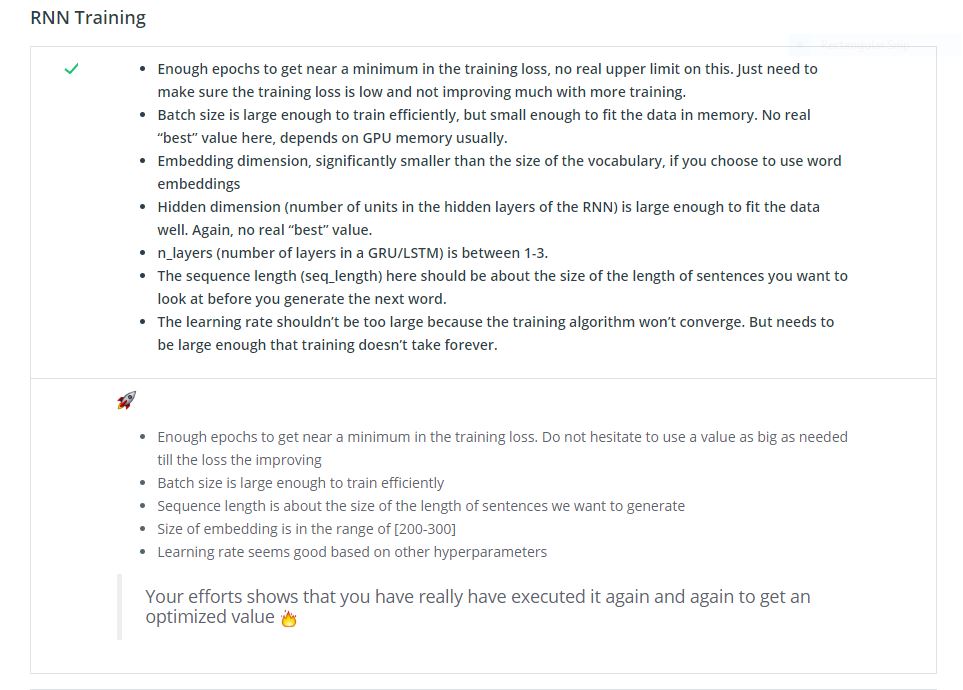 RNN Training
Enough epochs to get near a minimum in the training loss, no real upper limit on this. Just need to
make sure the training loss is low and not improving much with more training.
Batch size is large enough to train efficiently, but small enough to fit the data in memory. No real
“best” value here, depends on GPU memory usually.
Embedding dimension, significantly smaller than the size of the vocabulary, if you choose to use word
embeddings
Hidden dimension (number of units in the hidden layers of the RNN) is large enough to fit the data
well. Again, no real “best” value.
n_layers (number of layers in a GRU/LSTM) is between 1-3.
The sequence length (seq_length) here should be about the size of the length of sentences you want to
look at before you generate the next word.
The learning rate shouldn’t be too large because the training algorithm won’t converge. But needs to
be large enough that training doesn’t take forever.
Enough epochs to get near a minimum in the training loss. Do not hesitate to use a value as big as needed
till the loss the improving
Batch size is large enough to train efficiently
Sequence length is about the size of the length of sentences we want to generate
Size of embedding is in the range of [200-300]
Learning rate seems good based on other hyperparameters
Your efforts shows that you have really have executed it again and again to get an
optimized value